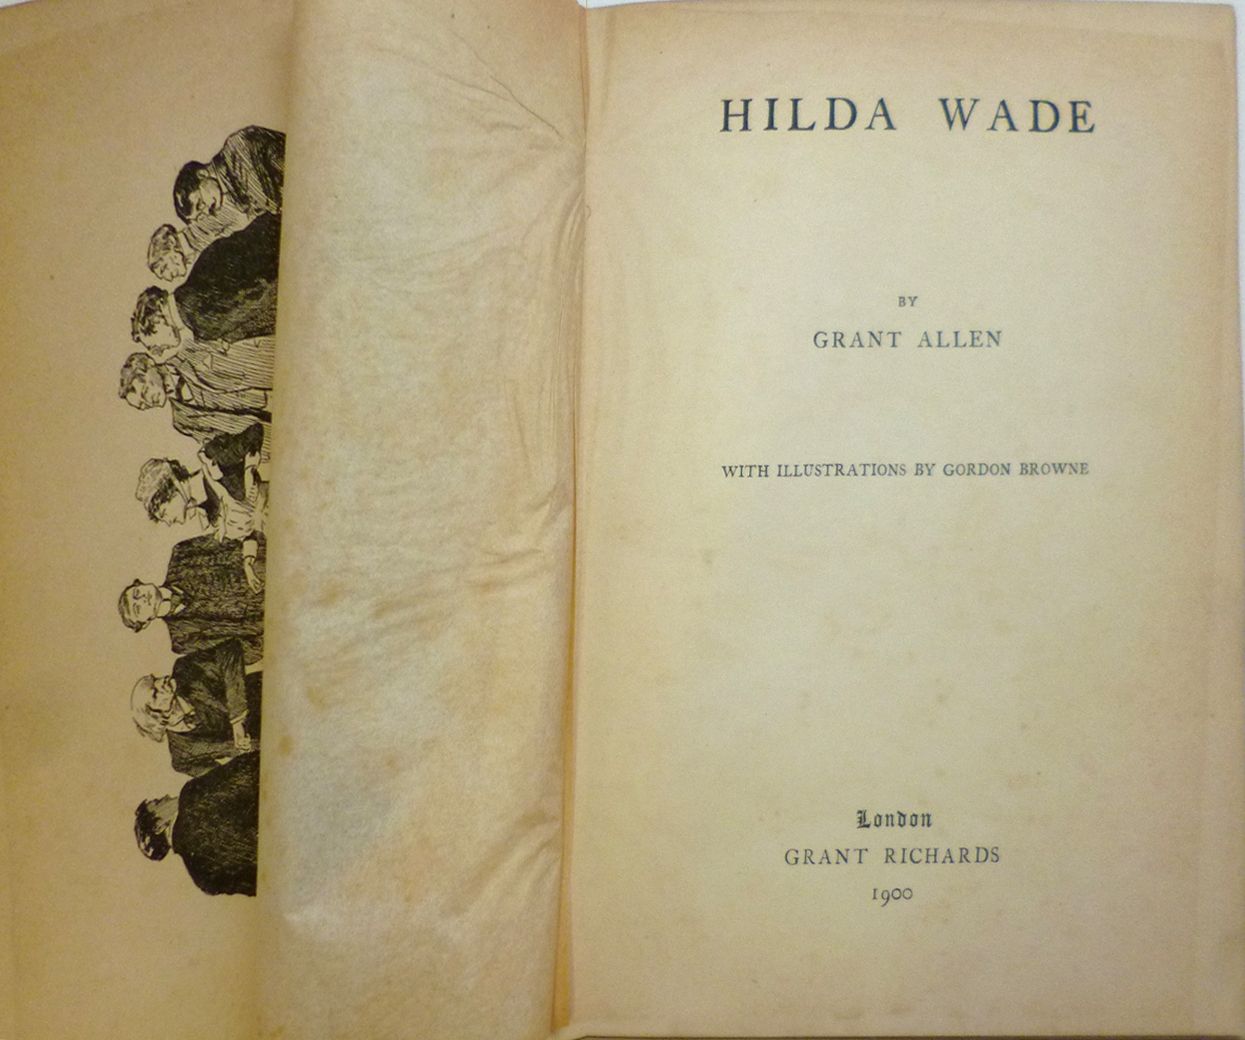 HILDA WADE
BY
GRANT ALLEN
WITH ILLUSTRATIONS BY GORDON BROWNE
London
GRANT RICHARDS
1900